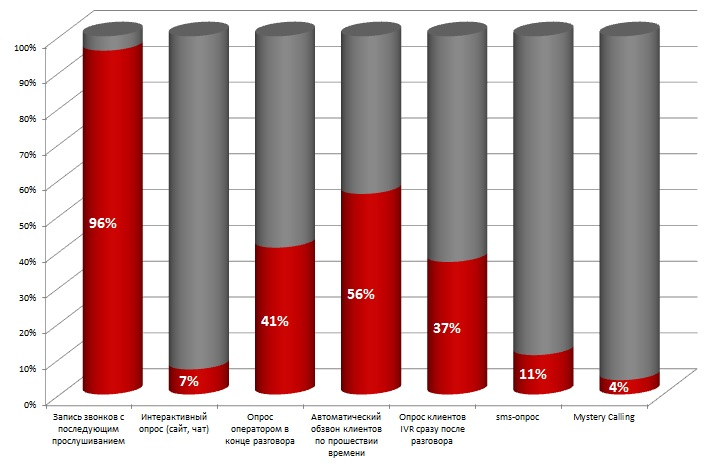 100%
90%
80%
70%
60%
50%
40%
30%
20%
10%
0%
96%
7%
41%
56%
37%
11%
4%
Запись звонков с
последующим
прослушиванием
Интерактивный
опрос (сайт, чат)
Опрос
оператором в
конце разговора
Автоматический
обзвон клиентов
по прошествии
времени
Опрос клиентов
IVR сразу после
разговора
sms-опрос
Mystery Calling